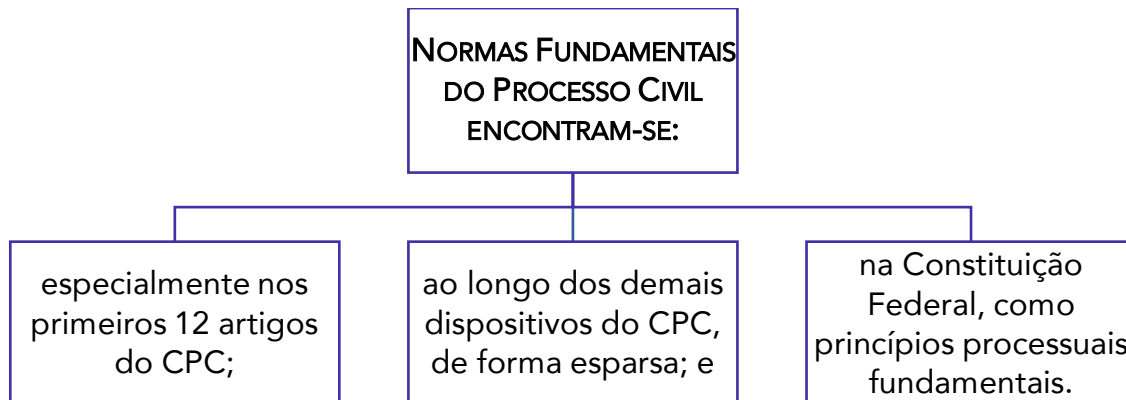 NORMAS FUNDAMENTAIS
DO PROCESSO CIVIL
ENCONTRAM-SE:
especialmente nos
primeiros 12 artigos
do CPC;
ao longo dos demais
dispositivos do CPC,
de forma esparsa; e
na Constituição
Federal, como
princípios processuais
fundamentais.